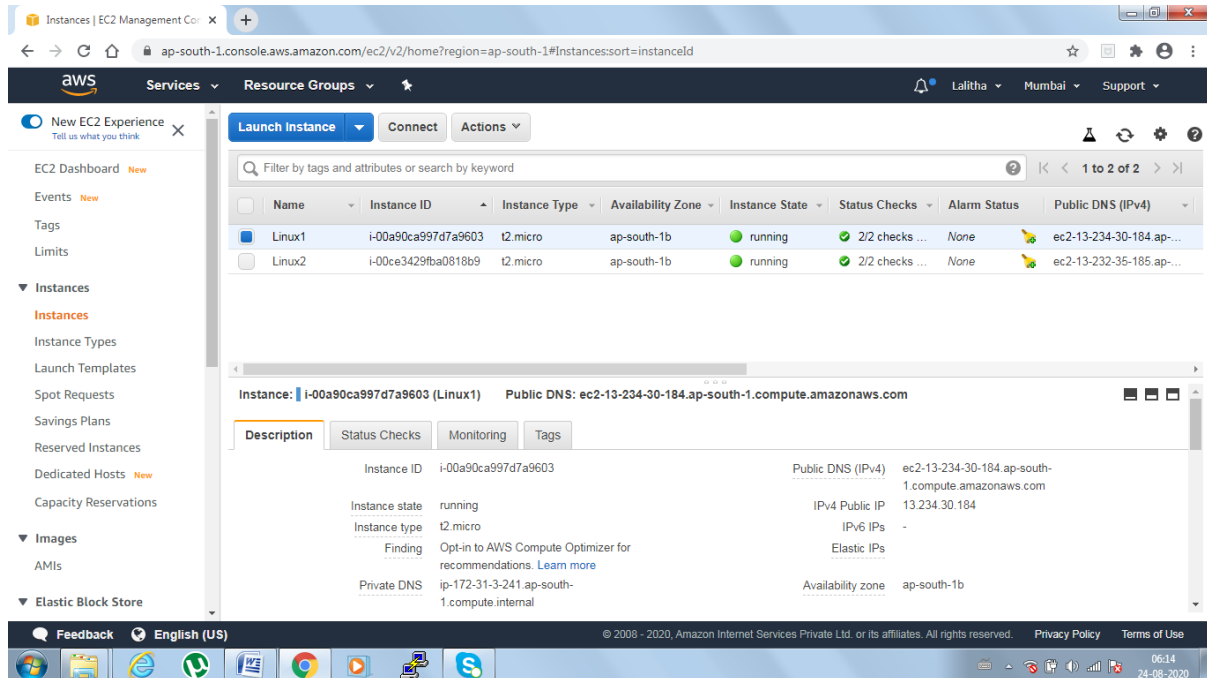 Instances | EC2 Management Con
ap-south-1.console.aws.amazon.com/ec2/v2/home?region=ap-south-1#Instances:sort=instanceId
aws Services Resource Groups Lalitha Mumbai Support
New EC2 Experience
Tell us what you think
Launch Instance Connect Actions
EC2 Dashboard New
Events New
Tags
Limits
Instances
Instances
Instance Types
Launch Templates
Spot Requests
Savings Plans
Reserved Instances
Dedicated Hosts New
Capacity Reservations
Images
AMIs
Elastic Block Store
Filter by tags and attributes or search by keyword 1 to 2 of 2
Name Instance ID Instance Type Availability Zone Instance State Status Checks Alarm Status Public DNS (IPv4)
Linux1 i-00a90ca997d7a9603 t2.micro ap-south-1b running 2/2 checks ... None ec2-13-234-30-184.ap-...
Linux2 i-00ce3429fba0818b9 t2.micro ap-south-1b running 2/2 checks ... None ec2-13-232-35-185.ap-...
Instance: i-00a90ca997d7a9603 (Linux1) Public DNS: ec2-13-234-30-184.ap-south-1.compute.amazonaws.com
Description Status Checks Monitoring Tags
Instance ID i-00a90ca997d7a9603 Public DNS (IPv4) ec2-13-234-30-184.ap-south-
1.compute.amazonaws.com
Instance state running IPv4 Public IP 13.234.30.184
Instance type t2.micro IPv6 IPs -
Finding Opt-in to AWS Compute Optimizer for Elastic IPs
recommendations. Learn more
Private DNS ip-172-31-3-241.ap-south- Availability zone ap-south-1b
1.compute.internal
Feedback English (US) © 2008 - 2020, Amazon Internet Services Private Ltd. or its affiliates. All rights reserved. Privacy Policy Terms of Use
06:14
24-08-2020